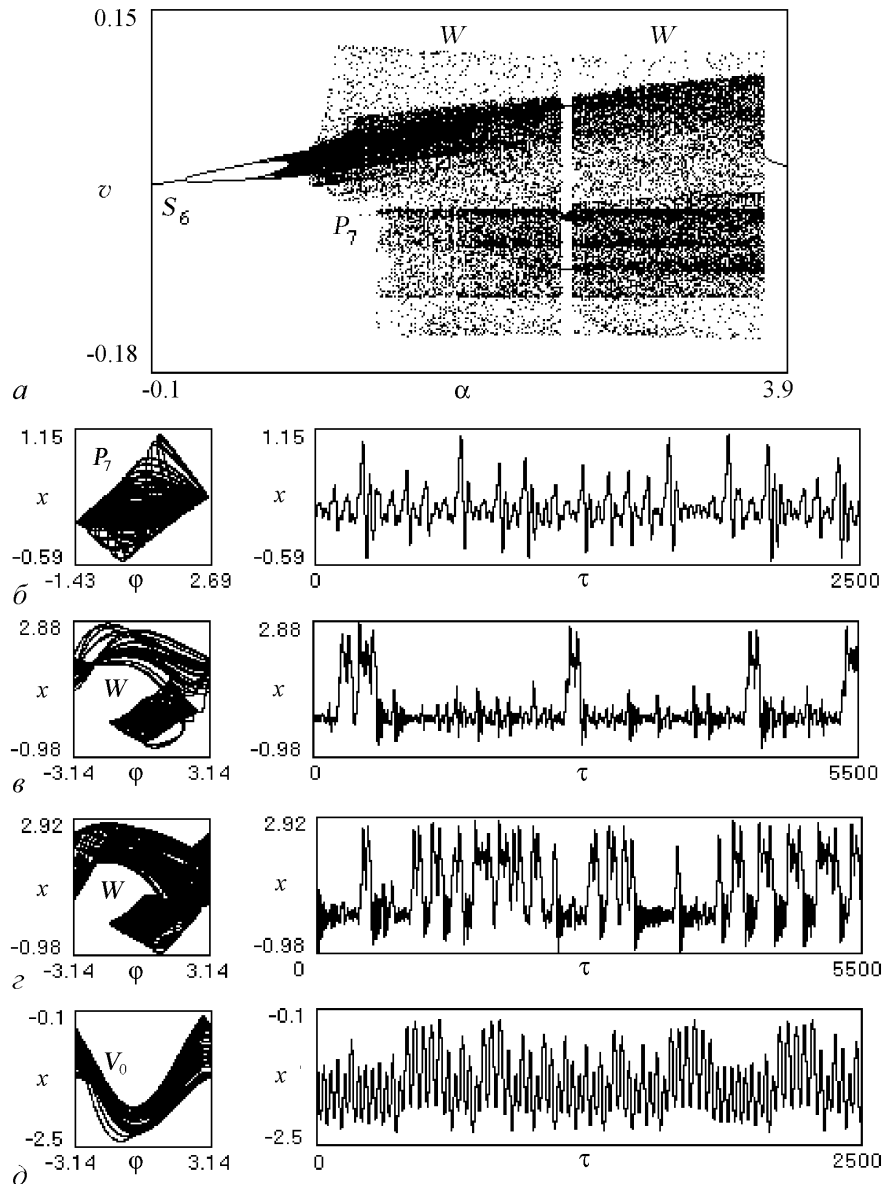 0.15
W W
v
S₆
P₇
-0.18
а
-0.1 α 3.9
1.15 P₇ 1.15
x x
-0.59 -0.59
-1.43 φ 2.69 0 τ 2500
б
2.88 2.88
x W x
-0.98 -0.98
-3.14 φ 3.14 0 τ 5500
в
2.92 2.92
x W x
-0.98 -0.98
-3.14 φ 3.14 0 τ 5500
г
-0.1 -0.1
x V₀ x
-2.5 -2.5
-3.14 φ 3.14 0 τ 2500
д